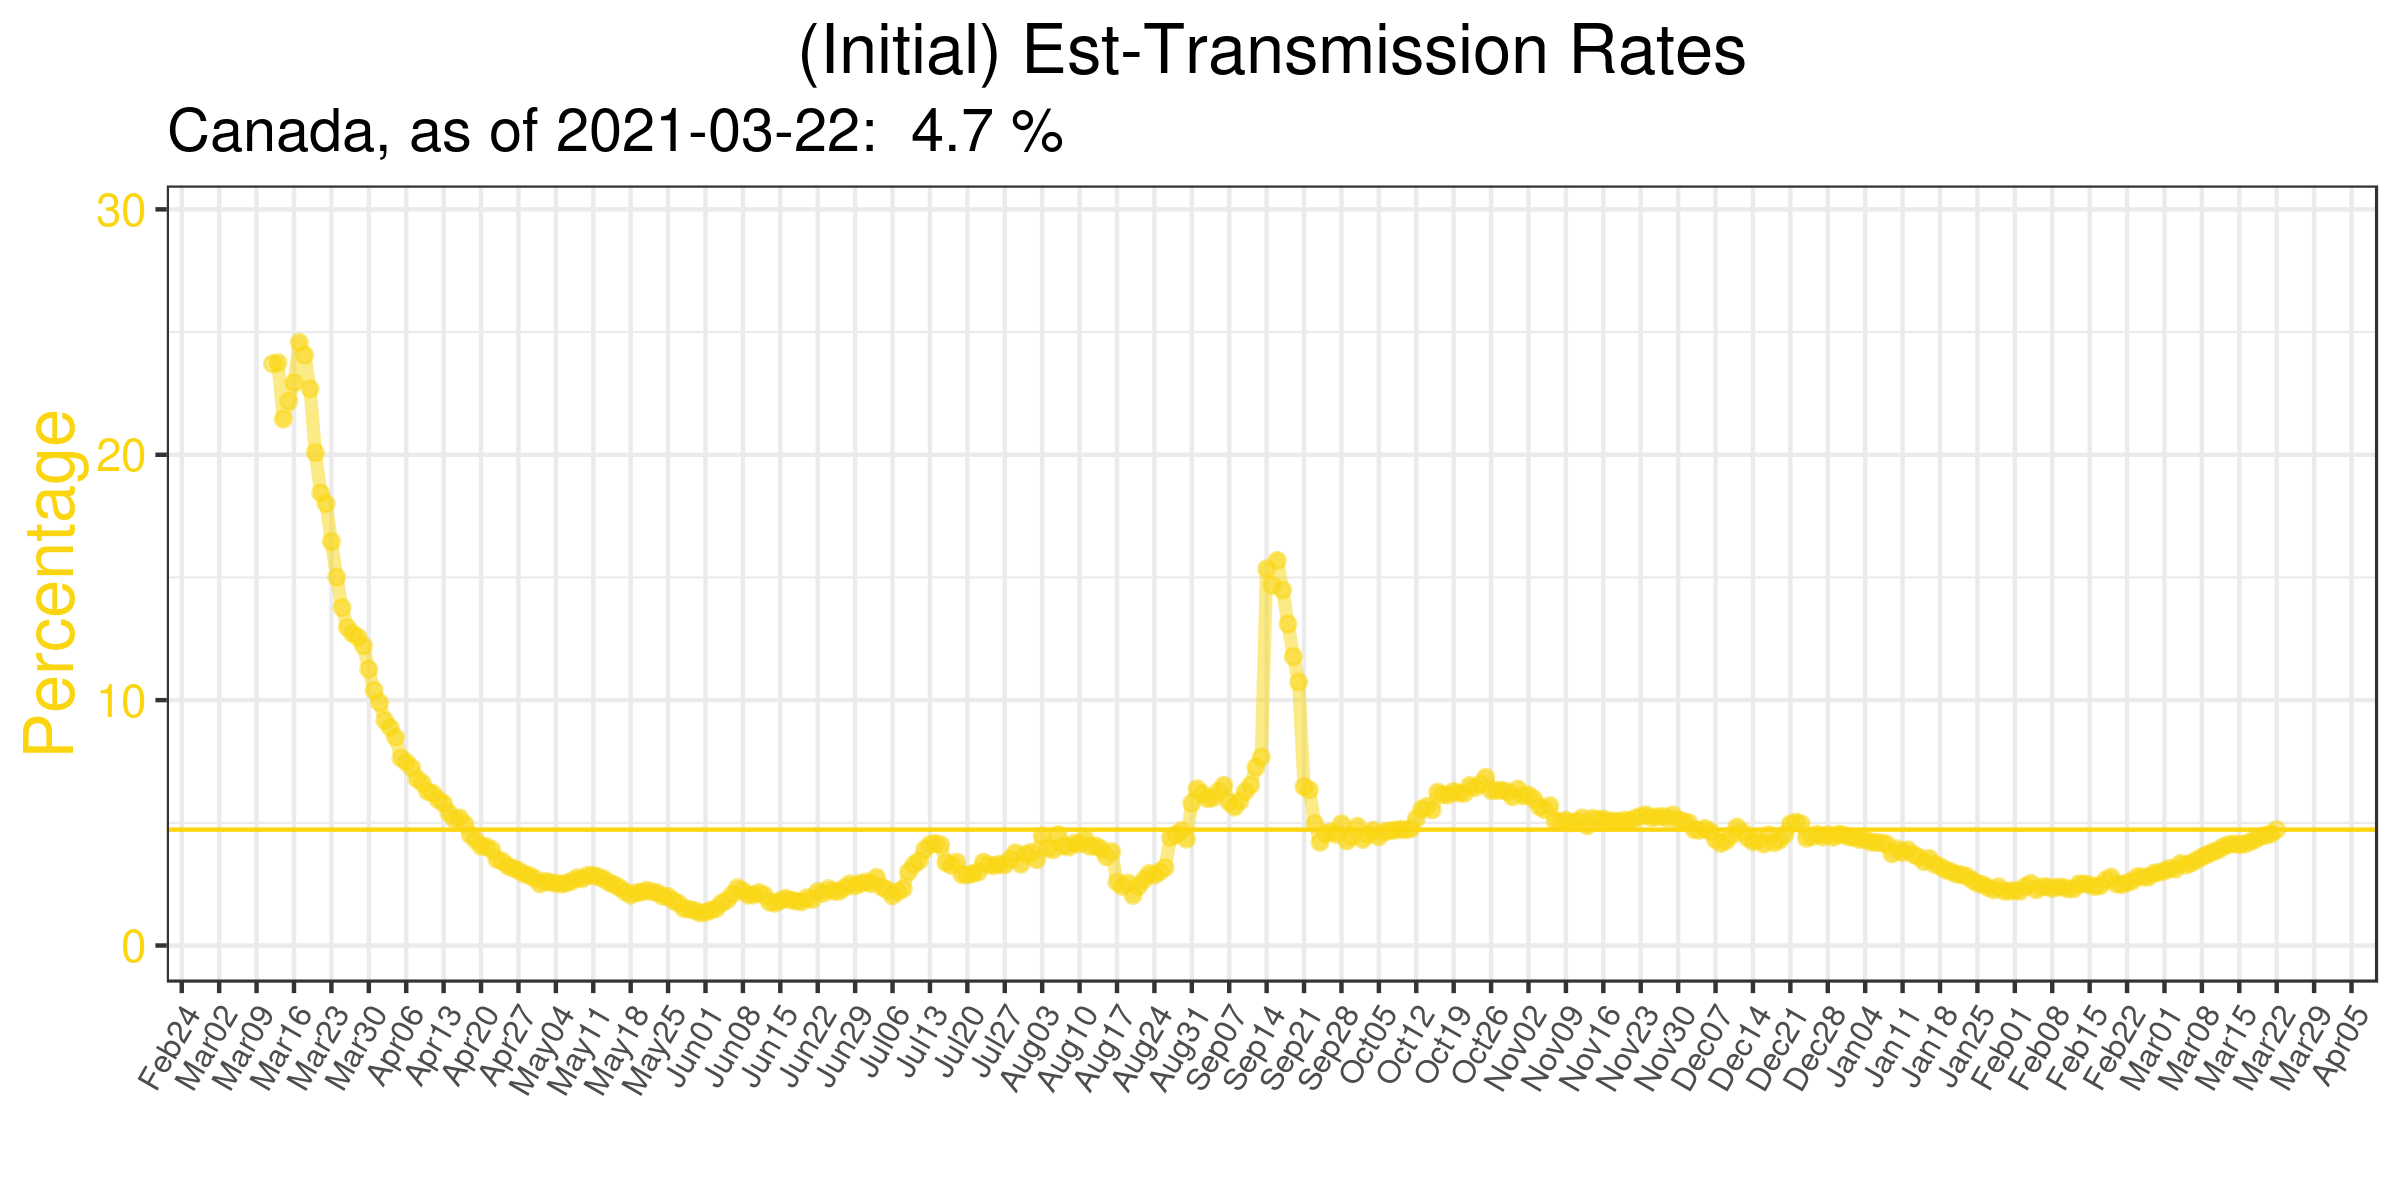 (Initial) Est-Transmission Rates
Canada, as of 2021-03-22:  4.7 %
Percentage
30
20
10
0
Feb24
Mar02
Mar09
Mar16
Mar23
Mar30
Apr06
Apr13
Apr20
Apr27
May04
May11
May18
May25
Jun01
Jun08
Jun15
Jun22
Jun29
Jul06
Jul13
Jul20
Jul27
Aug03
Aug10
Aug17
Aug24
Aug31
Sep07
Sep14
Sep21
Sep28
Oct05
Oct12
Oct19
Oct26
Nov02
Nov09
Nov16
Nov23
Nov30
Dec07
Dec14
Dec21
Dec28
Jan04
Jan11
Jan18
Jan25
Feb01
Feb08
Feb15
Feb22
Mar01
Mar08
Mar15
Mar22
Mar29
Apr05